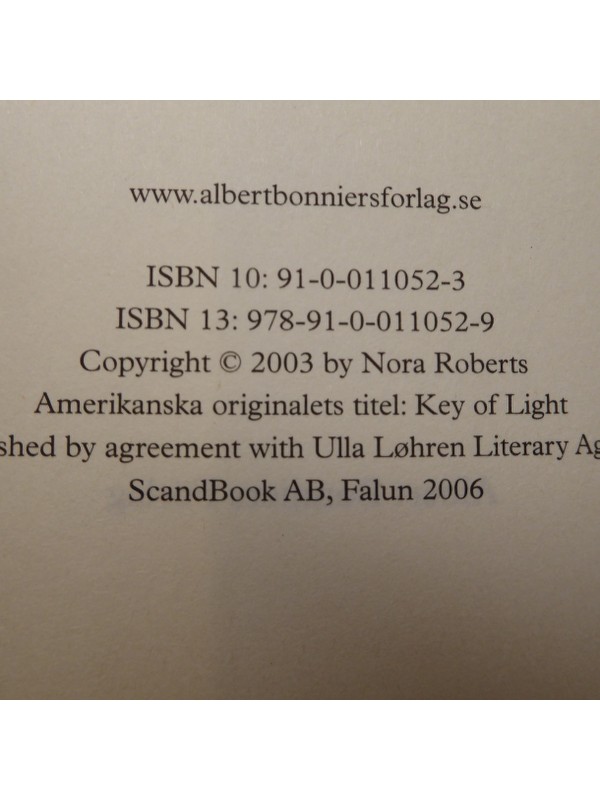 www.albertbonniersforlag.se
ISBN 10: 91-0-011052-3
ISBN 13: 978-91-0-011052-9
Copyright © 2003 by Nora Roberts
Amerikanska originalets titel: Key of Light
shed by agreement with Ulla Løhren Literary Ag
ScandBook AB, Falun 2006